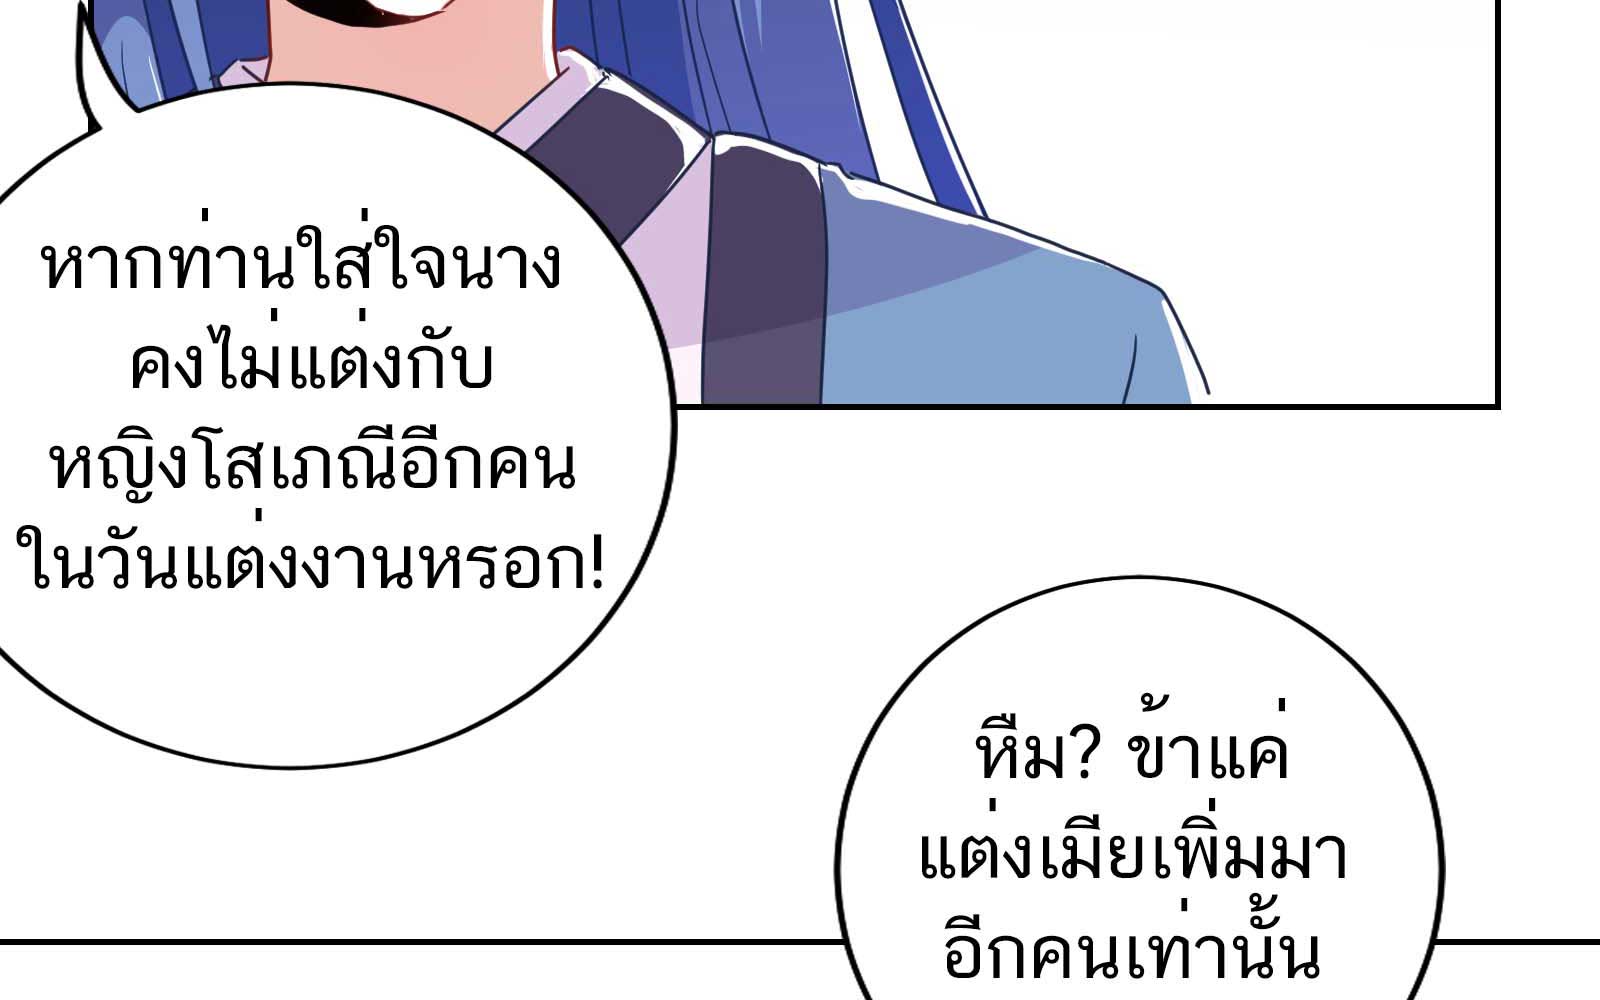 หากท่านใส่ใจนาง
คงไม่แต่งกับ
หญิงโสเภณีอีกคน
ในวันแต่งงานหรอก!
หืม? ข้าแค่
แต่งเมียเพิ่มมา
อีกคนเท่านั้น